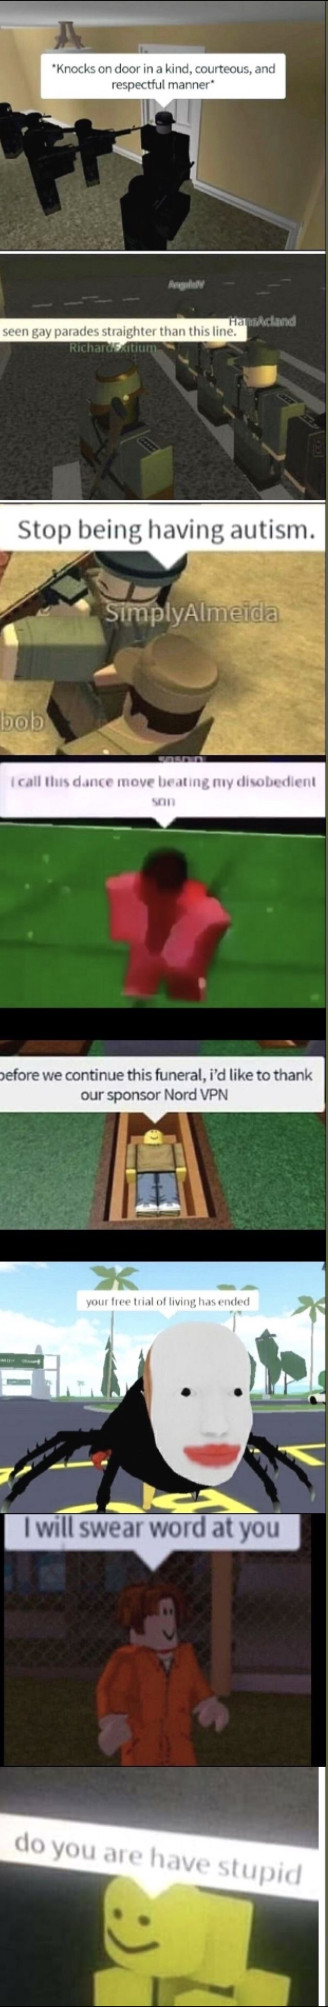 *Knocks on door in a kind, courteous, and
respectful manner*
AngelsIV
HansAcland
seen gay parades straighter than this line.
Stop being having autism.
SimplyAlmeida
bob
i call this dance move beating my disobedient
son
before we continue this funeral, i'd like to thank
our sponsor Nord VPN
your free trial of living has ended
I will swear word at you
do you are have stupid